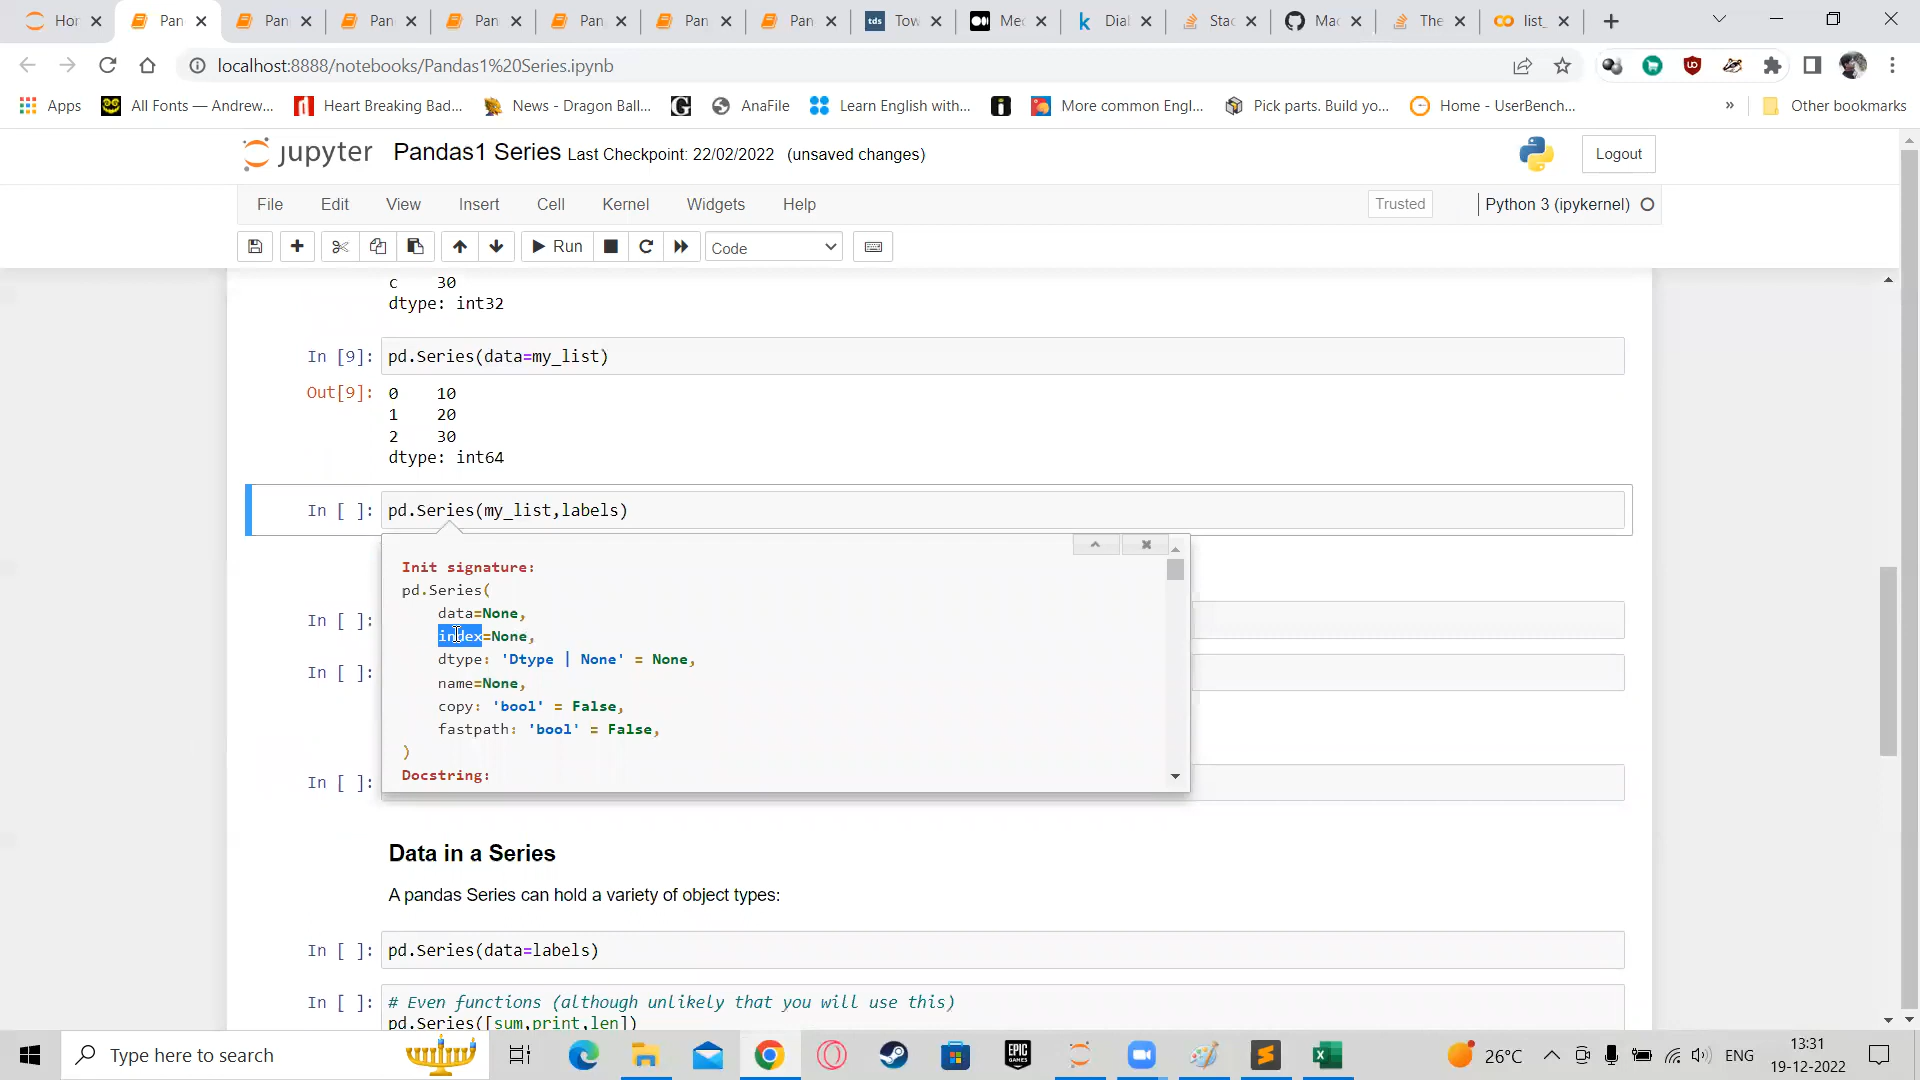 Hor
Pan
Pan
Pan
Pan
Pan
Pan
Pan
tds Tow
Mec
k Dial
Stac
Mac
The
list_
localhost:8888/notebooks/Pandas1%20Series.ipynb
Apps
All Fonts — Andrew...
Heart Breaking Bad...
News - Dragon Ball...
G
AnaFile
Learn English with...
More common Engl...
Pick parts. Build yo...
Home - UserBench...
»
Other bookmarks
jupyter
Pandas1 Series Last Checkpoint: 22/02/2022 (unsaved changes)
Logout
File Edit View Insert Cell Kernel Widgets Help
Trusted
Python 3 (ipykernel)
Run
Code
c 30
dtype: int32
In [9]: pd.Series(data=my_list)
Out[9]: 0 10
1 20
2 30
dtype: int64
In [ ]: pd.Series(my_list,labels)
Init signature:
pd.Series(
data=None,
index=None,
dtype: 'Dtype | None' = None,
name=None,
copy: 'bool' = False,
fastpath: 'bool' = False,
)
Docstring:
In [ ]:
In [ ]:
In [ ]:
Data in a Series
A pandas Series can hold a variety of object types:
In [ ]: pd.Series(data=labels)
In [ ]: # Even functions (although unlikely that you will use this)
pd.Series([sum,print,len])
Type here to search
EPIC GAMES
26°C
ENG
13:31
19-12-2022